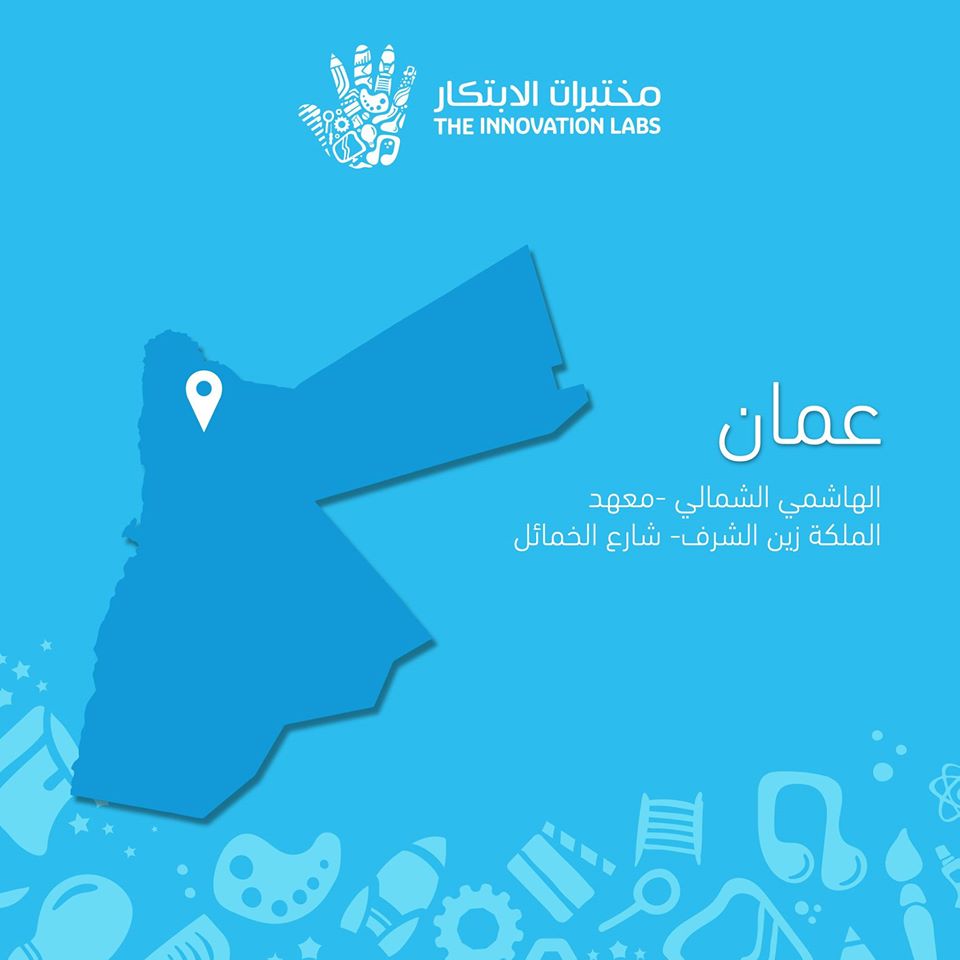 مختبرات الابتكار
THE INNOVATION LABS
عمان
الهاشمي الشمالي -معهد
الملكة زين الشرف- شارع الخمائل